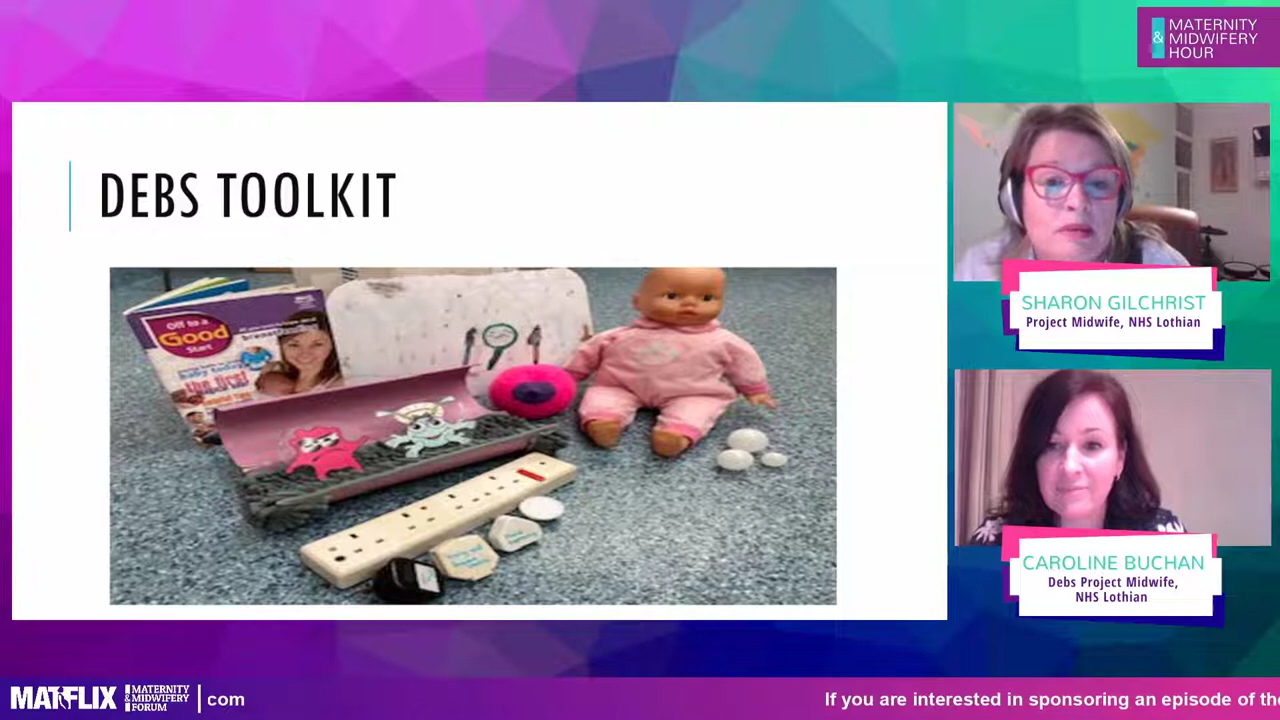 MATERNITY
& MIDWIFERY
HOUR
DEBS TOOLKIT
Off to a
Good
Start
SHARON GILCHRIST
Project Midwife, NHS Lothian
CAROLINE BUCHAN
Debs Project Midwife,
NHS Lothian
MATFLIX
MATERNITY
& MIDWIFERY
FORUM
com
If you are interested in sponsoring an episode of the